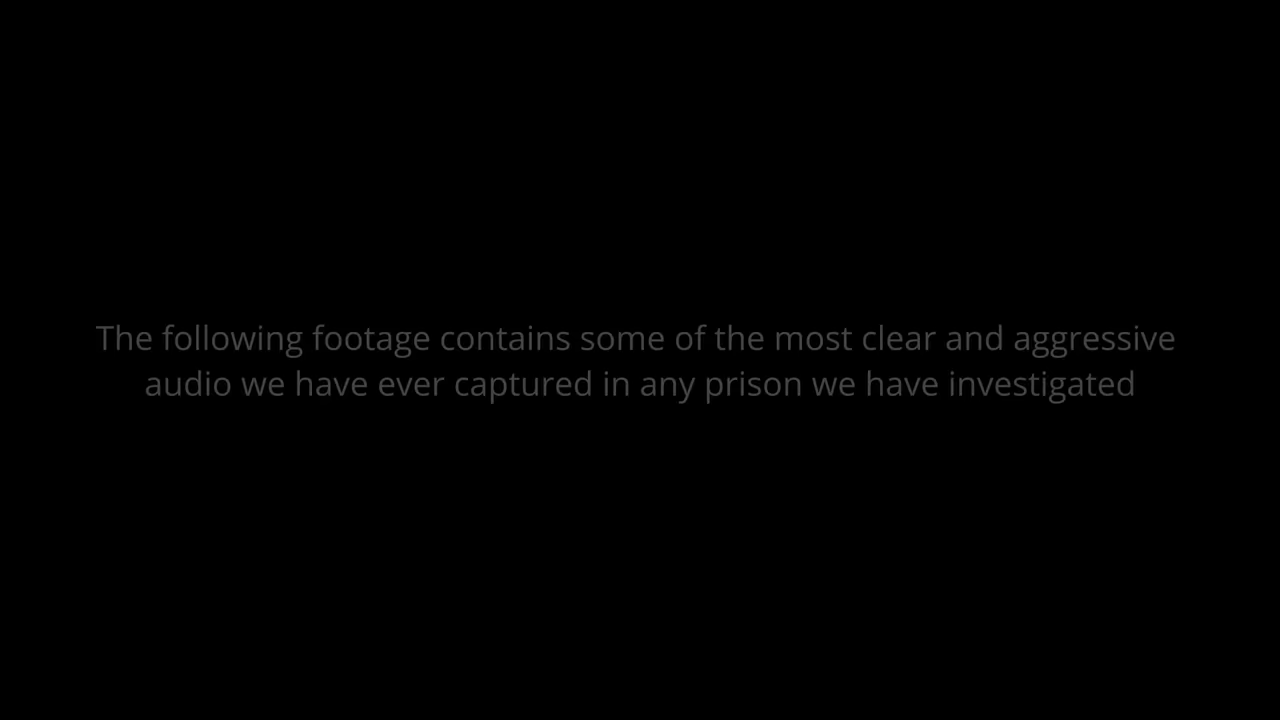 The following footage contains some of the most clear and aggressive
audio we have ever captured in any prison we have investigated